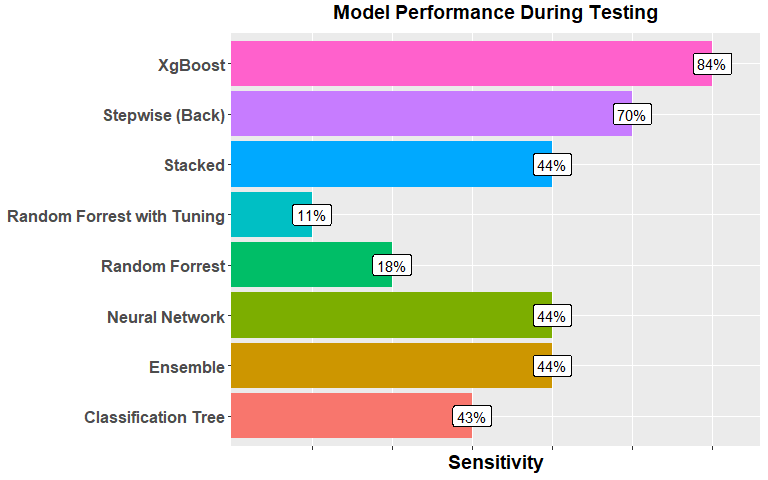 Model Performance During Testing
XgBoost
84%
Stepwise (Back)
70%
Stacked
44%
Random Forrest with Tuning
11%
Random Forrest
18%
Neural Network
44%
Ensemble
44%
Classification Tree
43%
Sensitivity